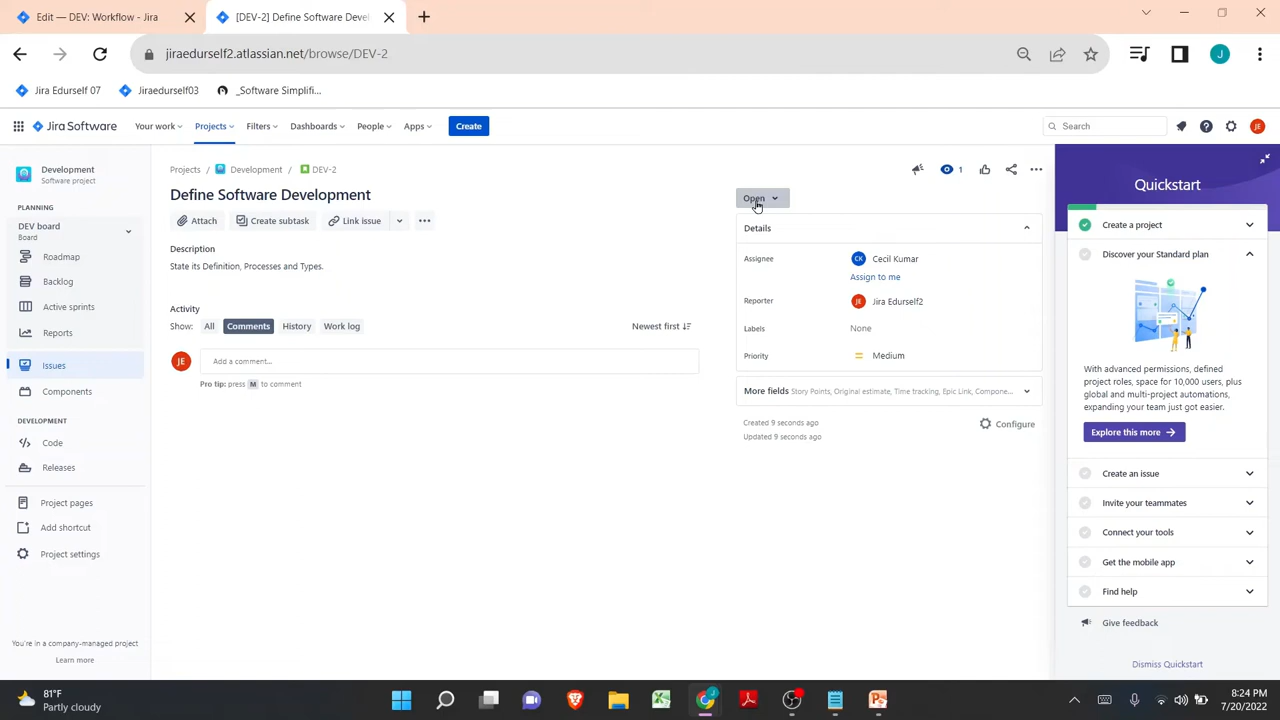 Edit — DEV: Workflow - Jira
[DEV-2] Define Software Devel
jiraedurself2.atlassian.net/browse/DEV-2
J
Jira Edurself 07
Jiraedurself03
_Software Simplifi...
Jira Software
Your work
Projects
Filters
Dashboards
People
Apps
Create
Search
JE
Development
Software project
PLANNING
DEV board
Board
Roadmap
Backlog
Active sprints
Reports
Issues
Components
DEVELOPMENT
Code
Releases
Project pages
Add shortcut
Project settings
You're in a company-managed project
Learn more
Projects / Development / DEV-2
1
Define Software Development
Attach
Create subtask
Link issue
Description
State its Definition, Processes and Types.
Activity
Show: All Comments History Work log
Newest first
JE
Add a comment...
Pro tip: press M to comment
Open
Details
Assignee
CK Cecil Kumar
Assign to me
Reporter
JE Jira Edurself2
Labels
None
Priority
Medium
More fields Story Points, Original estimate, Time tracking, Epic Link, Compone...
Created 9 seconds ago
Updated 9 seconds ago
Configure
Quickstart
Create a project
Discover your Standard plan
With advanced permissions, defined
project roles, space for 10,000 users, plus
global and multi-project automations,
expanding your team just got easier.
Explore this more
Create an issue
Invite your teammates
Connect your tools
Get the mobile app
Find help
Give feedback
Dismiss Quickstart
81°F
Partly cloudy
8:24 PM
7/20/2022